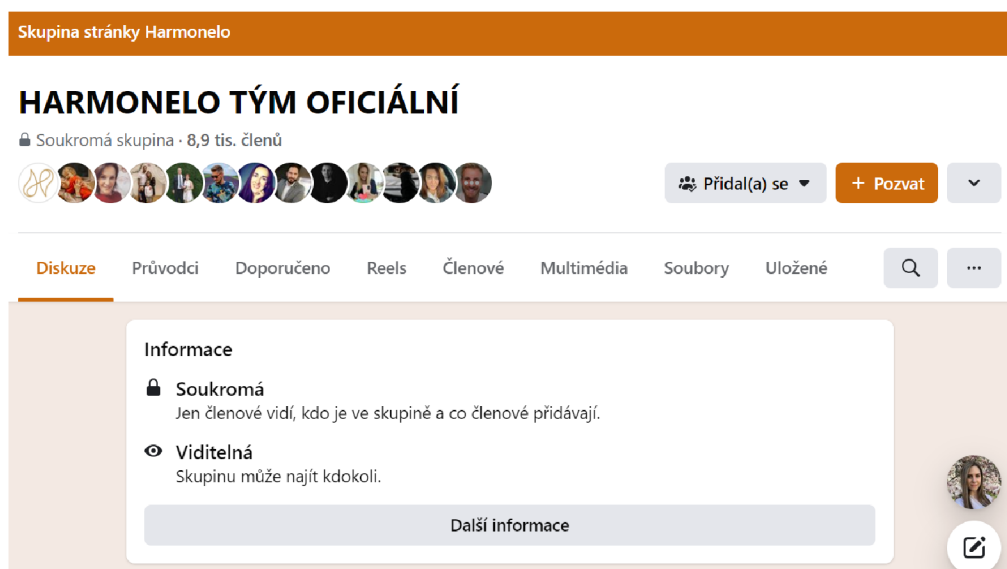 Skupina stránky Harmonelo
HARMONELO TÝM OFICIÁLNÍ
Soukromá skupina · 8,9 tis. členů
Přidal(a) se
+ Pozvat
Diskuze Průvodci Doporučeno Reels Členové Multimédia Soubory Uložené
Informace
Soukromá
Jen členové vidí, kdo je ve skupině a co členové přidávají.
Viditelná
Skupinu může najít kdokoli.
Další informace